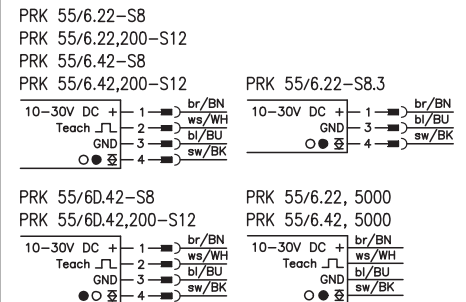 PRK 55/6.22-S8
PRK 55/6.22,200-S12
PRK 55/6.42-S8
PRK 55/6.42,200-S12
10-30V DC + 1 br/BN
Teach 2 ws/WH
GND 3 bl/BU
4 sw/BK
PRK 55/6.22-S8.3
10-30V DC + 1 br/BN
GND 3 bl/BU
4 sw/BK
PRK 55/6D.42-S8
PRK 55/6D.42,200-S12
10-30V DC + 1 br/BN
Teach 2 ws/WH
GND 3 bl/BU
4 sw/BK
PRK 55/6.22, 5000
PRK 55/6.42, 5000
10-30V DC + br/BN
Teach ws/WH
GND bl/BU
sw/BK